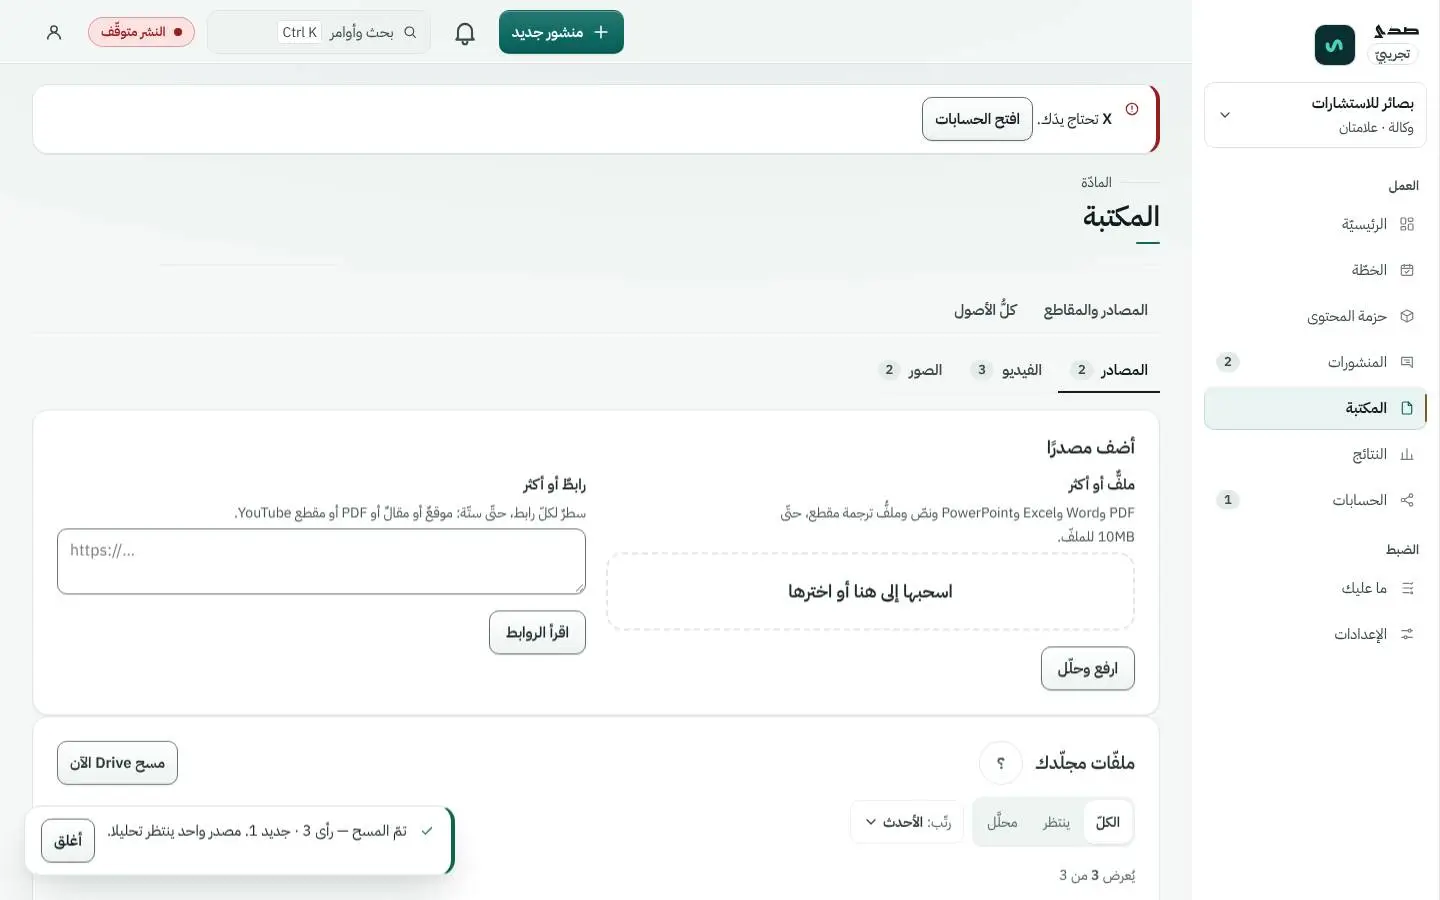 صدى
تجريبيّ
بصائر للاستشارات
وكالة · علامتان
العمل
الرئيسيّة
الخطّة
حزمة المحتوى
المنشورات 2
المكتبة
النتائج
الحسابات 1
الضبط
ما عليك
الإعدادات
منشور جديد
بحث وأوامر Ctrl K
النشر متوقّف
X تحتاج يدَك. افتح الحسابات
المادّة
المكتبة
المصادر والمقاطع كلُّ الأصول
المصادر 2 الفيديو 3 الصور 2
أضف مصدرًا
ملفٌّ أو أكثر
PDF وWord وExcel وPowerPoint ونصّ وملفُّ ترجمة مقطع، حتّى
10MB للملفّ.
اسحبها إلى هنا أو اخترها
ارفع وحلّل
رابطٌ أو أكثر
سطرٌ لكلّ رابط، حتّى ستّة: موقعٌ أو مقالٌ أو PDF أو مقطع YouTube.
https://...
اقرأ الروابط
ملفّات مجلّدك ؟
مسح Drive الآن
الكلّ ينتظر محلَّل
رتّب: الأحدث
يُعرض 3 من 3
تمّ المسح — رأى 3 · جديد 1. مصدر واحد ينتظر تحليلا.
أغلق